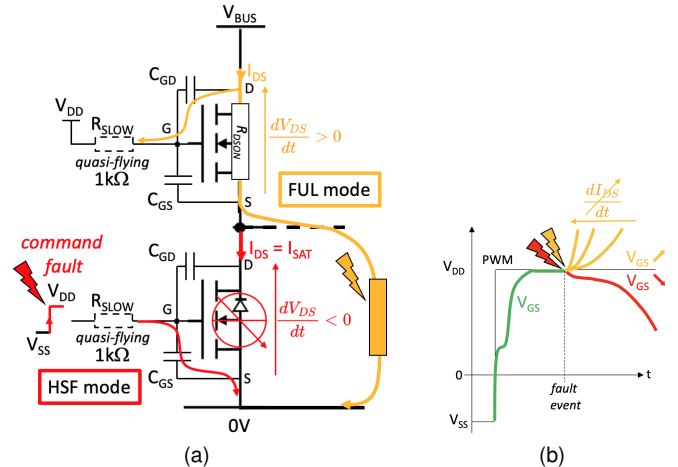 V_BUS
I_DS
C_GD
D
V_DD
R_SLOW
G
R_DSON
dV_DS/dt > 0
quasi-flying
1kΩ
FUL mode
C_GS
S
command
fault
I_DS = I_SAT
D
V_DD
C_GD
R_SLOW
G
dV_DS/dt < 0
V_SS
quasi-flying
1kΩ
C_GS
S
HSF mode
0V
(a)
dI_DS/dt
PWM
V_GS ↗
V_DD
V_GS ↘
V_GS
0
t
fault
event
V_SS
(b)